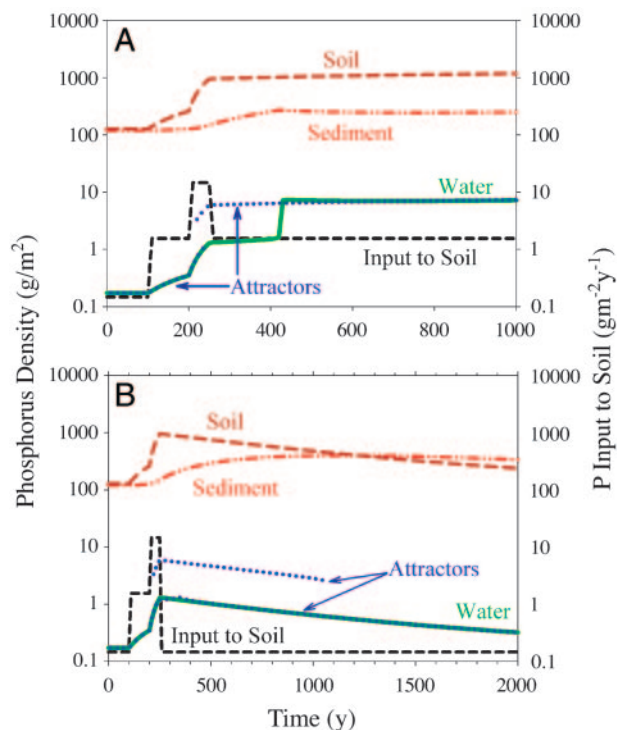 A
10000
1000
100
10
1
0.1
10000
1000
100
10
1
0.1
Soil
Sediment
Water
Input to Soil
Attractors
0
200
400
600
800
1000
B
10000
1000
100
10
1
0.1
10000
1000
100
10
1
0.1
Soil
Sediment
Attractors
Water
Input to Soil
0
500
1000
1500
2000
Time (y)
Phosphorus Density (g/m²)
P Input to Soil (gm⁻²y⁻¹)